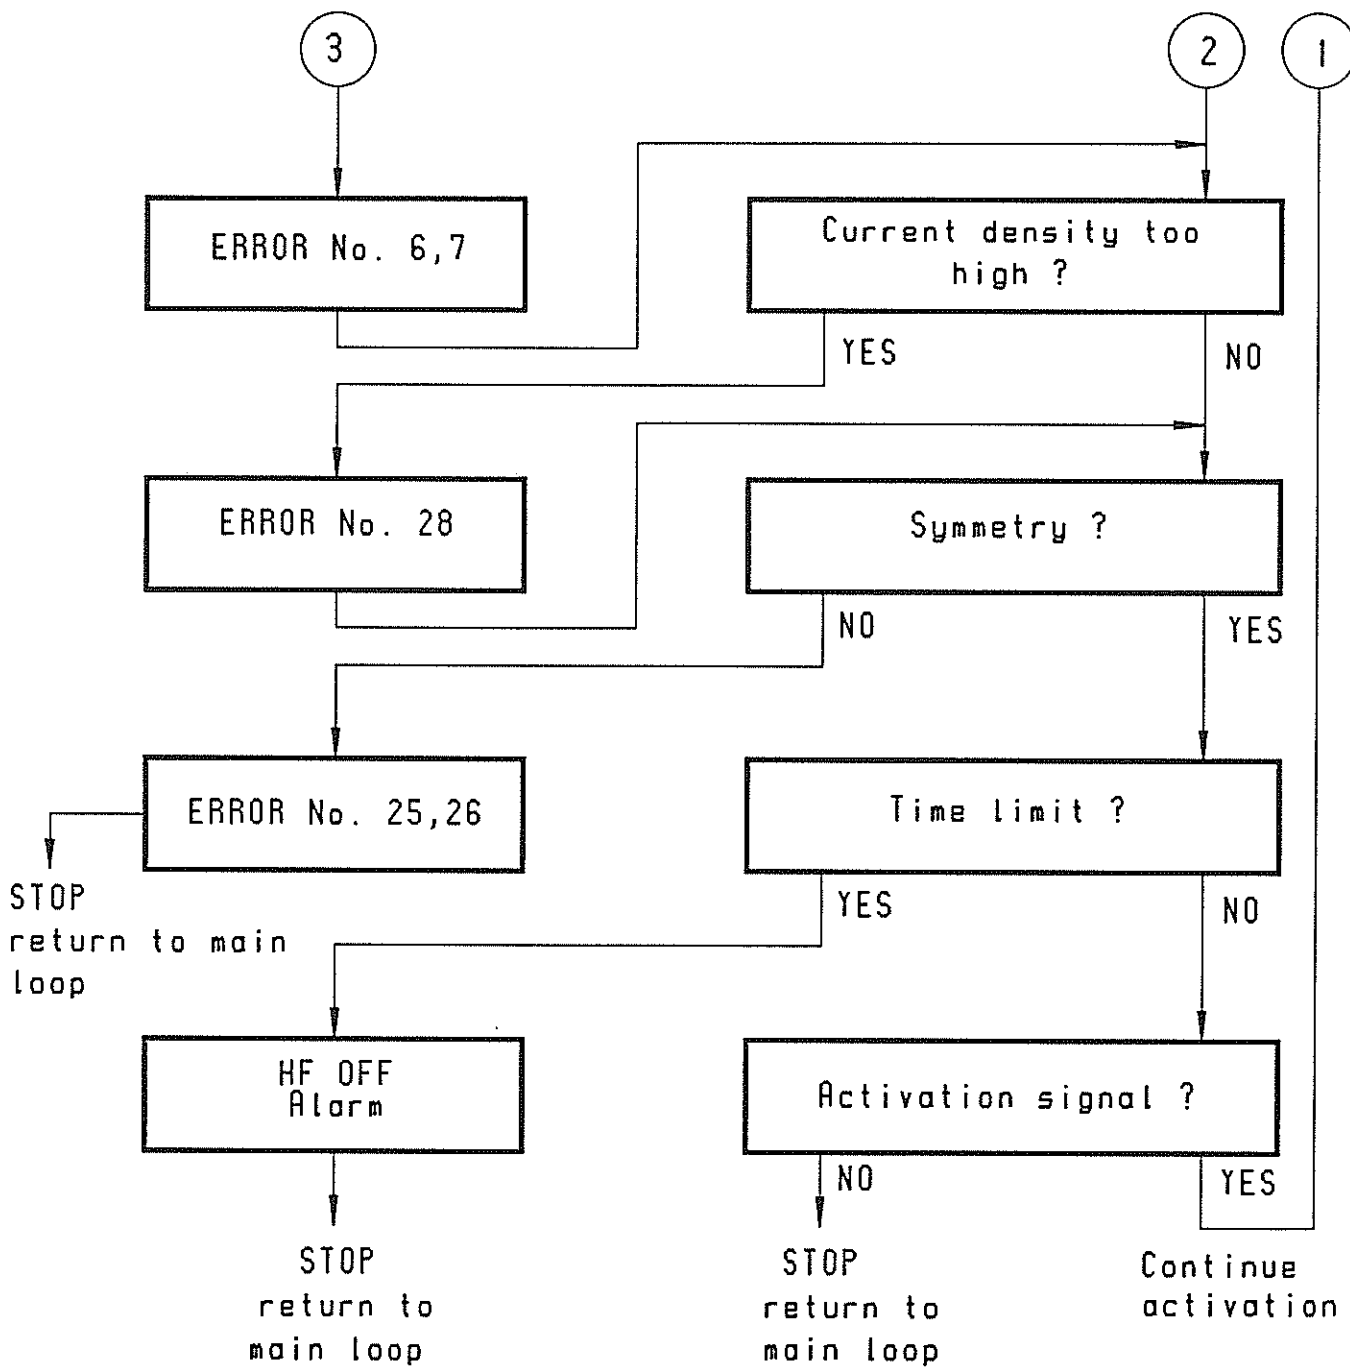 3
2
1
ERROR No. 6,7
Current density too
high ?
YES
NO
ERROR No. 28
Symmetry ?
NO
YES
ERROR No. 25,26
Time limit ?
STOP
return to main
loop
YES
NO
HF OFF
Alarm
Activation signal ?
NO
YES
STOP
return to
main loop
STOP
return to
main loop
Continue
activation